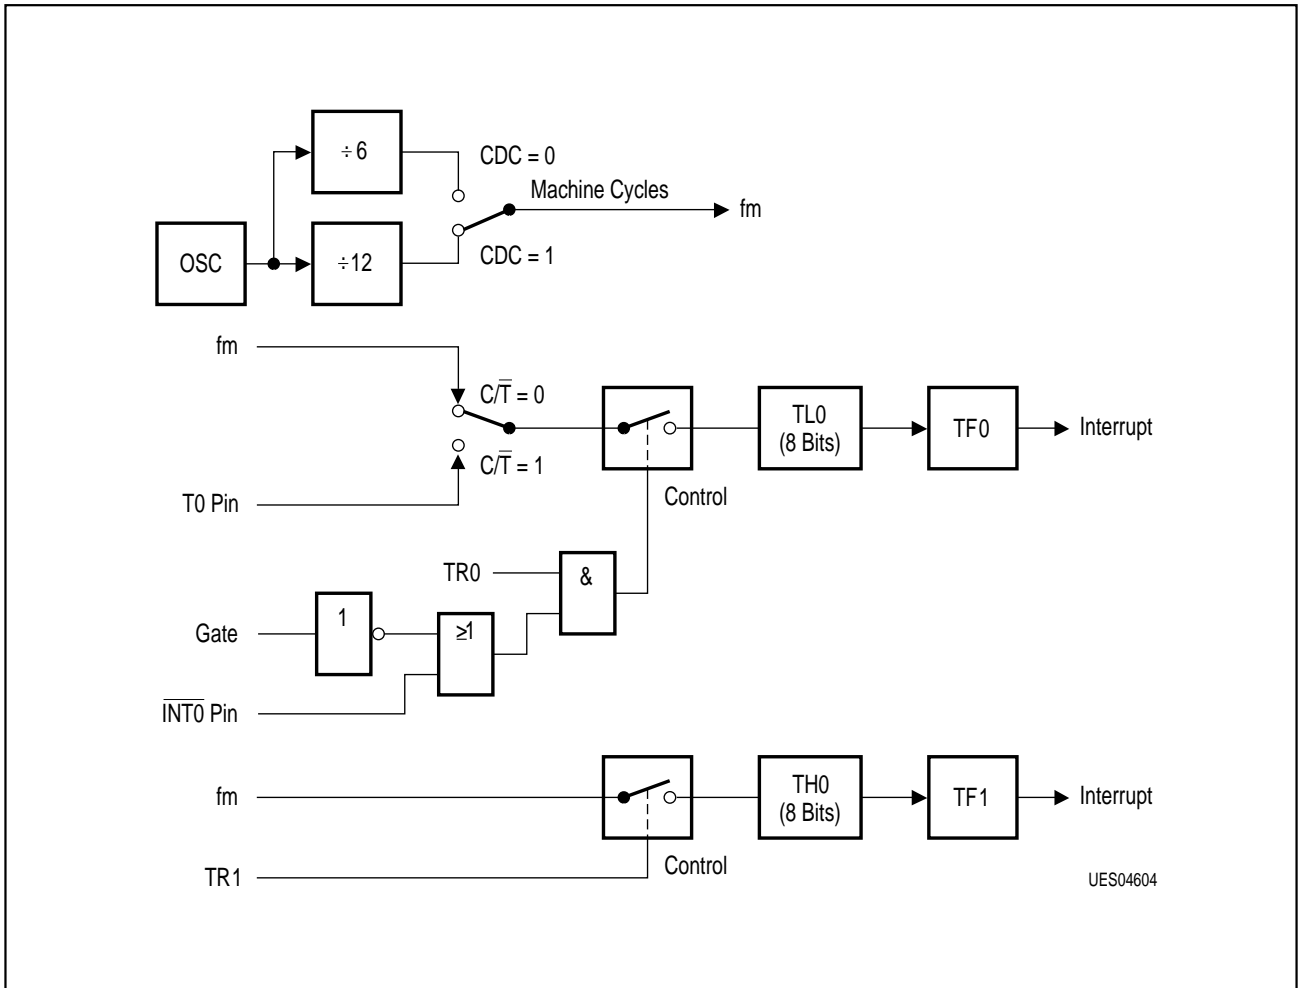 ÷ 6
CDC = 0
Machine Cycles
fm
OSC
÷ 12
CDC = 1
fm
C/T̅ = 0
TL0
(8 Bits)
TF0
Interrupt
C/T̅ = 1
T0 Pin
Control
TR0
&
Gate
1
≥1
I̅N̅T̅0̅ Pin
fm
TH0
(8 Bits)
TF1
Interrupt
TR1
Control
UES04604